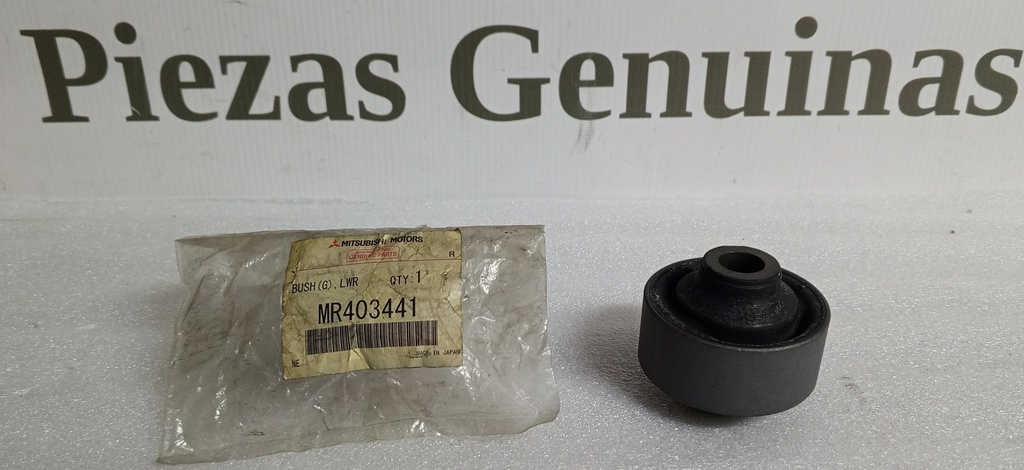 Piezas Genuinas
MITSUBISHI MOTORS
GENUINE PARTS
R
BUSH(G),LWR QTY:1
MR403441
NE
MADE IN JAPAN